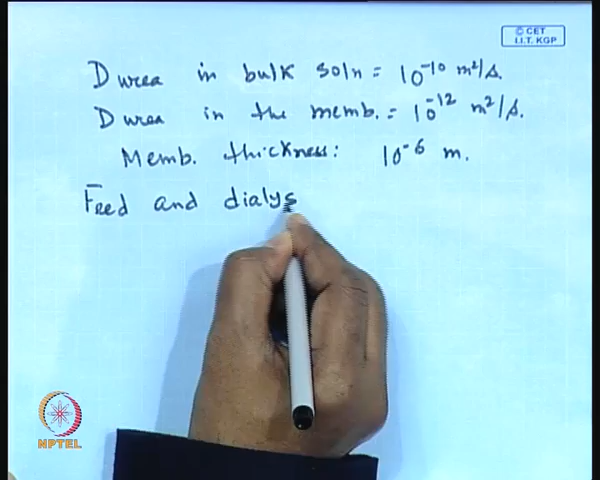 © CET
I.I.T. KGP
D urea in bulk soln = 10⁻¹⁰ m²/s.
D urea in the memb. = 10⁻¹² m²/s.
Memb. thickness: 10⁻⁶ m.
Feed and dialys
NPTEL